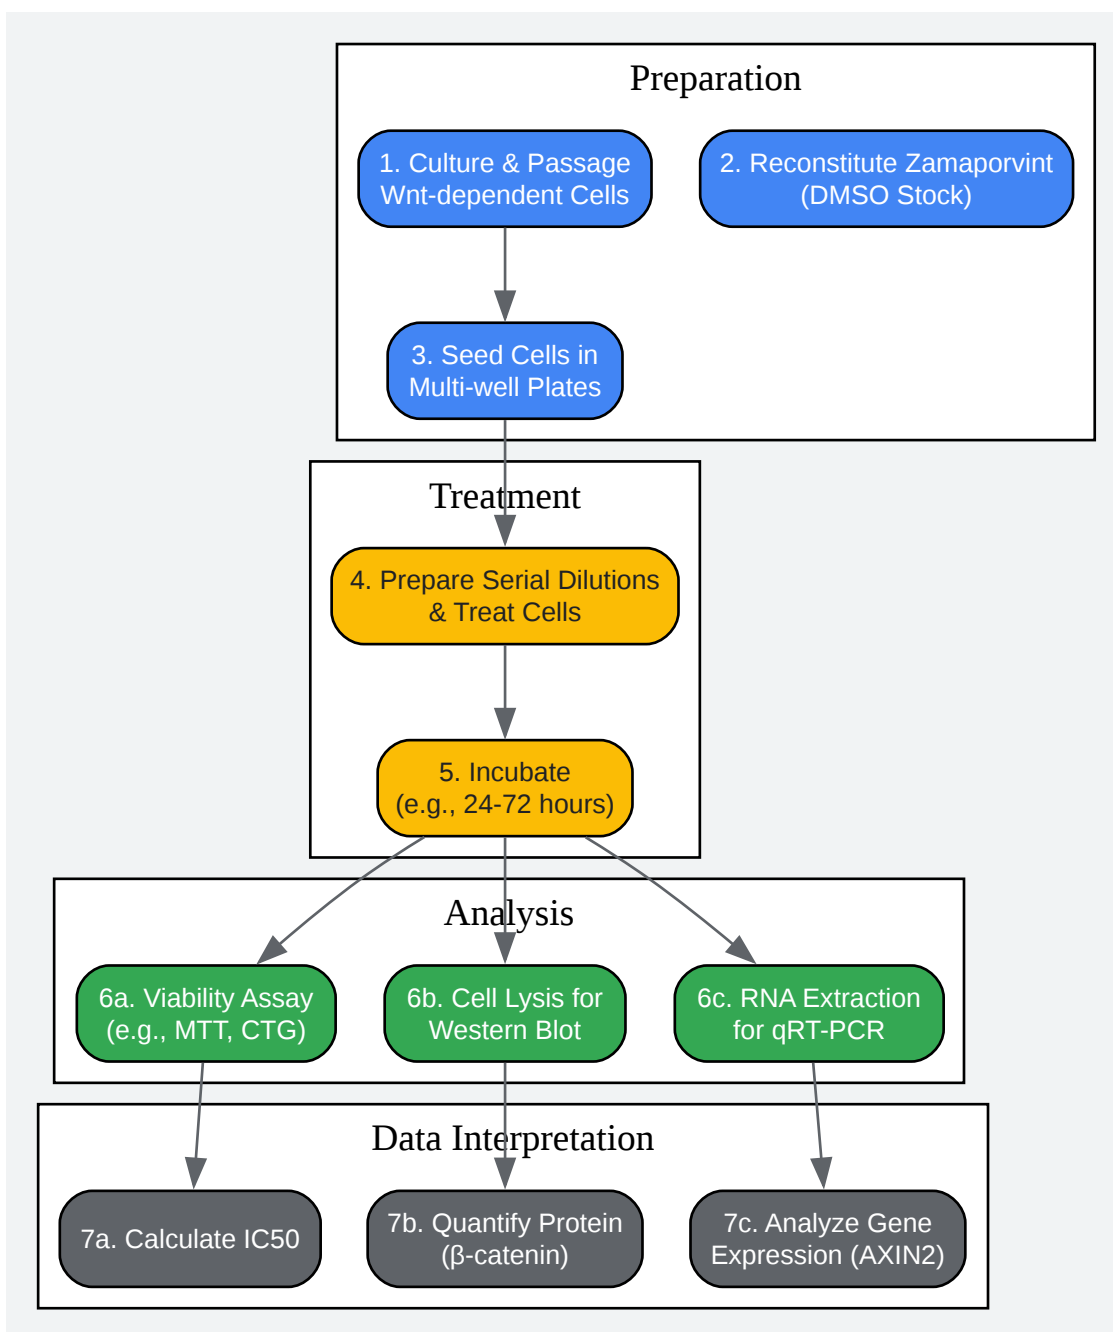 Preparation
1. Culture & Passage
Wnt-dependent Cells
2. Reconstitute Zamaporvint
(DMSO Stock)
3. Seed Cells in
Multi-well Plates
Treatment
4. Prepare Serial Dilutions
& Treat Cells
5. Incubate
(e.g., 24-72 hours)
Analysis
6a. Viability Assay
(e.g., MTT, CTG)
6b. Cell Lysis for
Western Blot
6c. RNA Extraction
for qRT-PCR
Data Interpretation
7a. Calculate IC50
7b. Quantify Protein
(β-catenin)
7c. Analyze Gene
Expression (AXIN2)